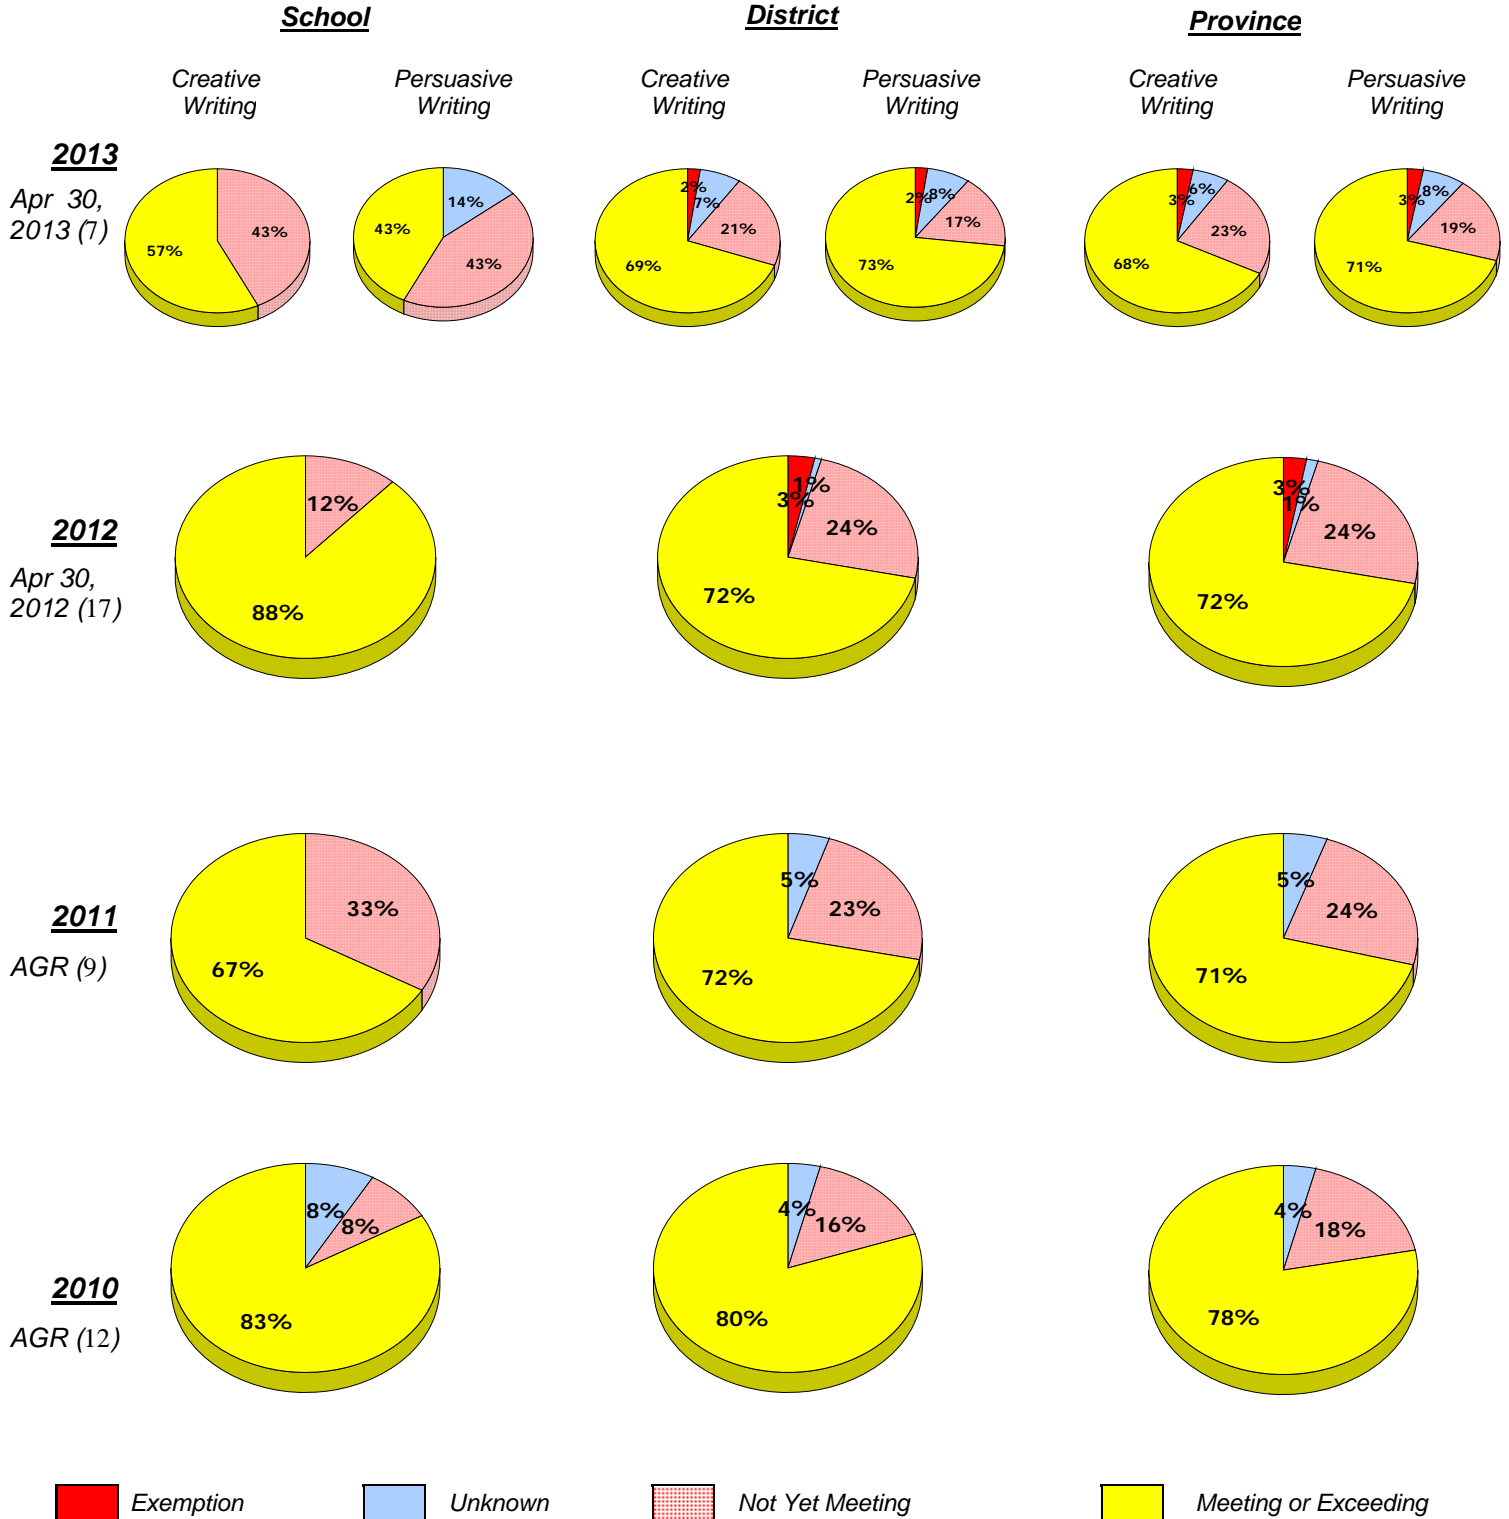 School
District
Province
Creative
Writing
Persuasive
Writing
Creative
Writing
Persuasive
Writing
Creative
Writing
Persuasive
Writing
2013
Apr 30,
2013 (7)
57%
43%
14%
43%
43%
2%
7%
21%
69%
2%
8%
17%
73%
3%
6%
23%
68%
3%
8%
19%
71%
2012
Apr 30,
2012 (17)
12%
88%
3%
1%
24%
72%
3%
1%
24%
72%
2011
AGR (9)
33%
67%
5%
23%
72%
5%
24%
71%
2010
AGR (12)
8%
8%
83%
4%
16%
80%
4%
18%
78%
Exemption
Unknown
Not Yet Meeting
Meeting or Exceeding